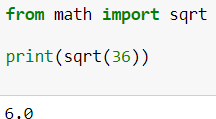 from math import sqrt
print(sqrt(36))
6.0